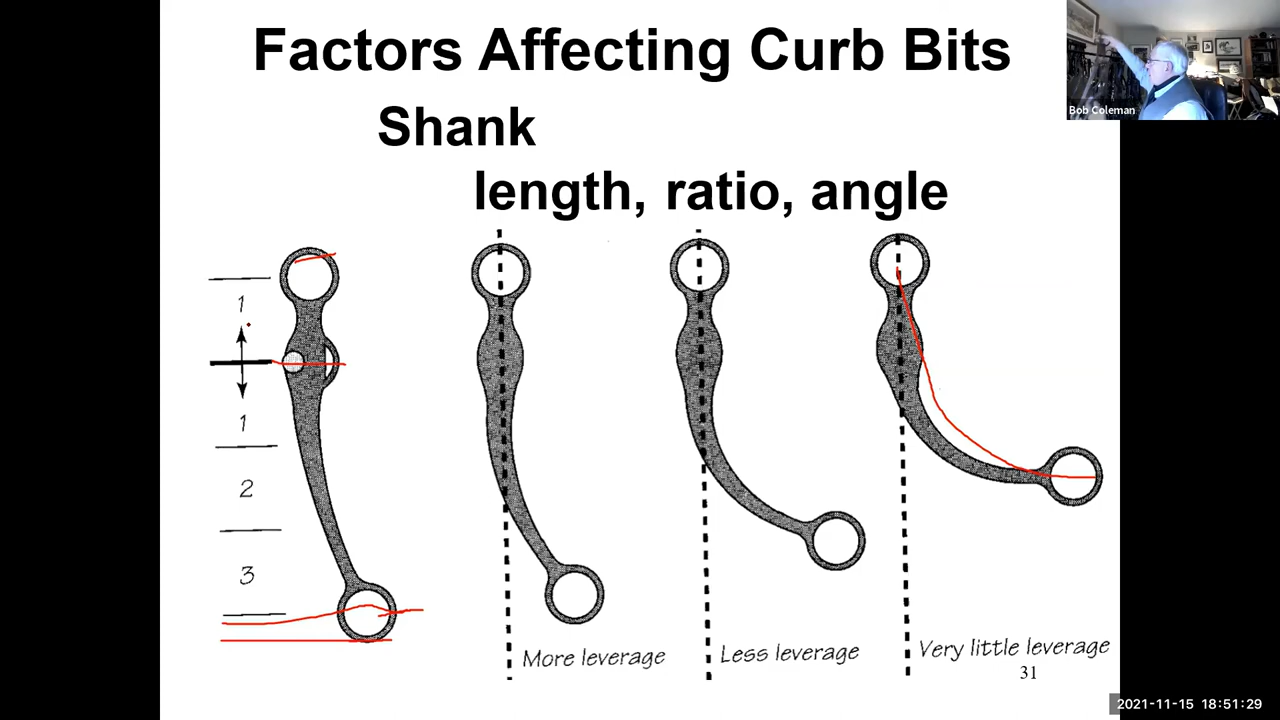 Factors Affecting Curb Bits
Bob Coleman
Shank
length, ratio, angle
1
1
2
3
More leverage
Less leverage
Very little leverage
31
2021-11-15 18:51:29